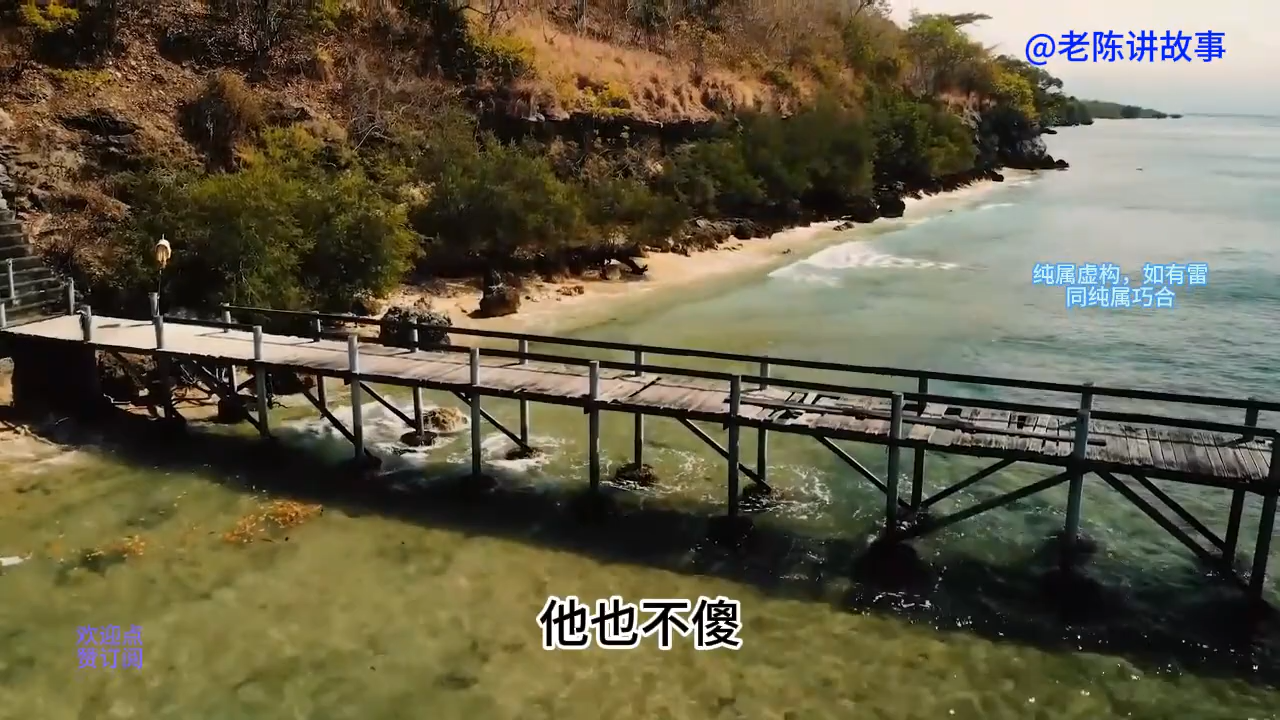 @老陈讲故事
纯属虚构，如有雷
同纯属巧合
他也不傻
欢迎点
赞订阅